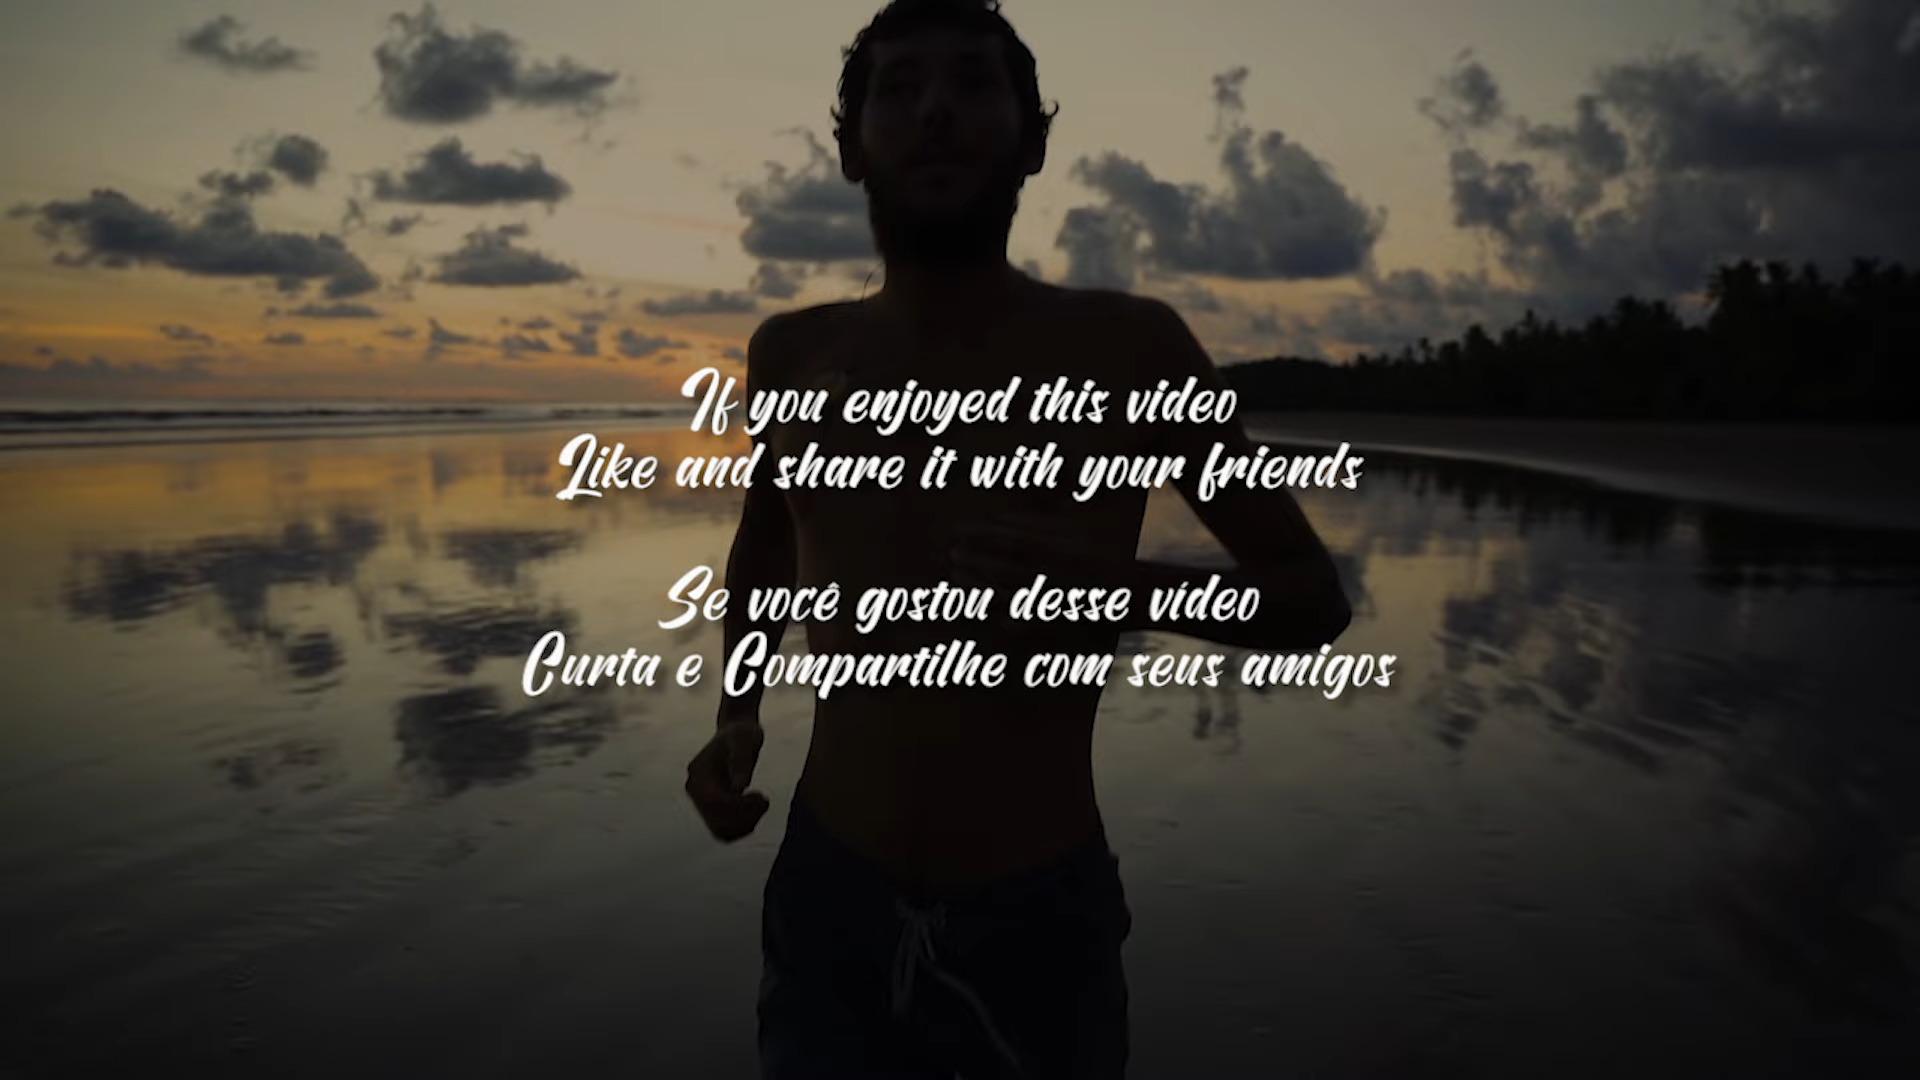 If you enjoyed this video
Like and share it with your friends
Se você gostou desse vídeo
Curta e Compartilhe com seus amigos